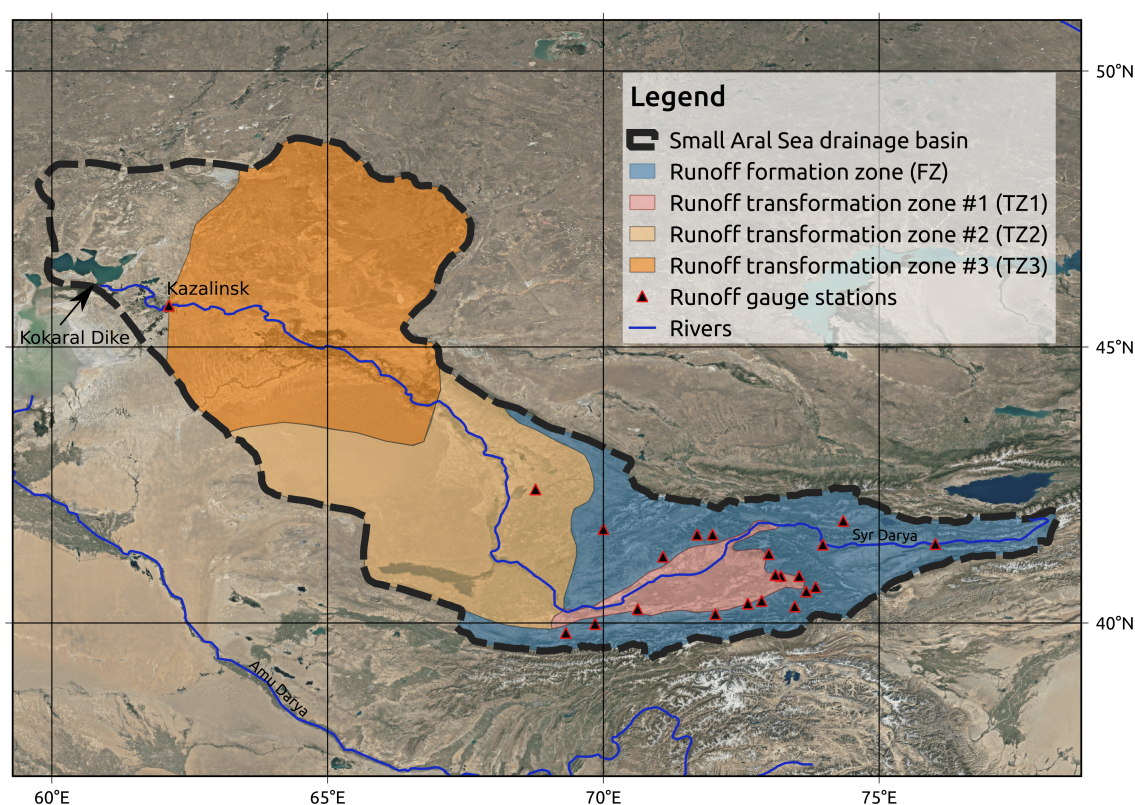 50°N
Legend
Small Aral Sea drainage basin
Runoff formation zone (FZ)
Runoff transformation zone #1 (TZ1)
Runoff transformation zone #2 (TZ2)
Runoff transformation zone #3 (TZ3)
Runoff gauge stations
Rivers
Kazalinsk
Kokaral Dike
45°N
Syr Darya
40°N
Amu Darya
60°E
65°E
70°E
75°E